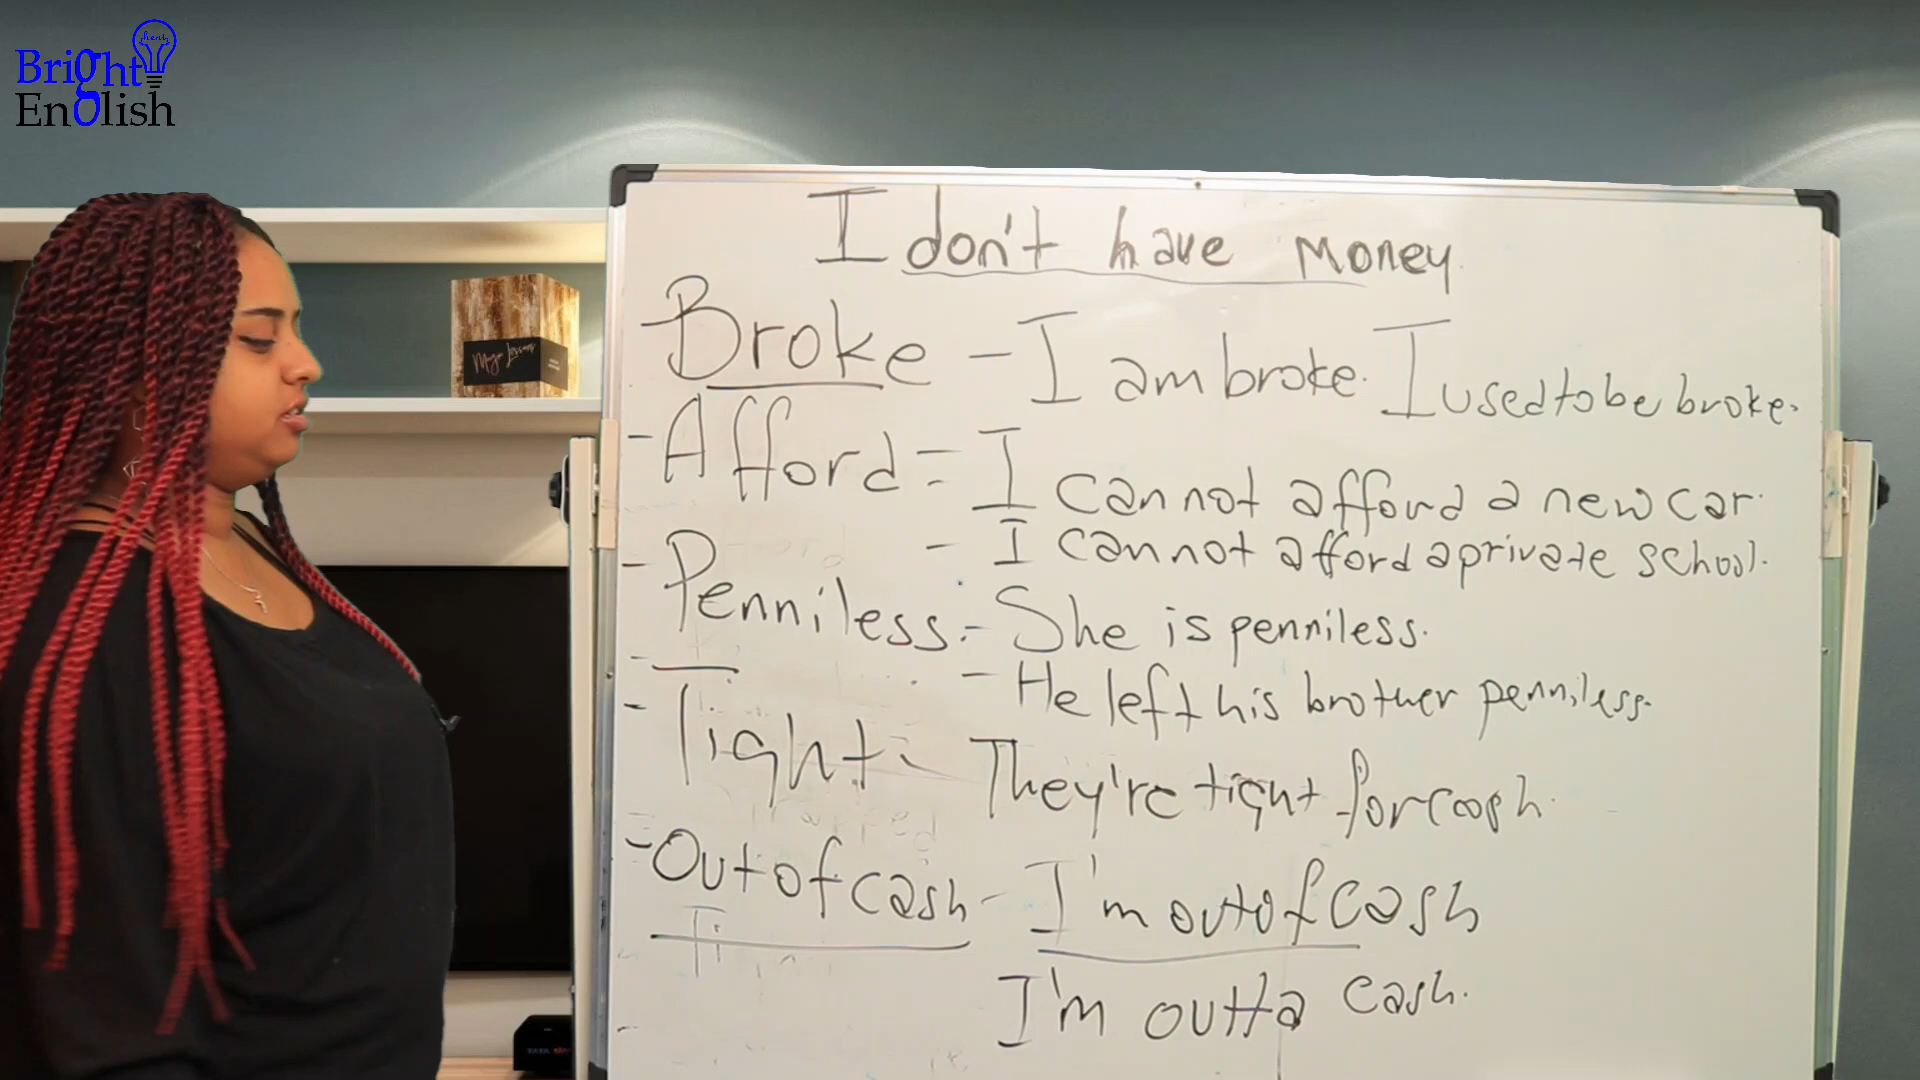 Bright
English
I don't have money
Broke - I am broke. I used to be broke.
- Afford = I cannot afford a new car.
- I cannot afford a private school.
- Penniless: - She is penniless.
- He left his brother penniless.
- Tight - They're tight for cash.
- Out of cash - I'm out of cash
I'm outta cash.